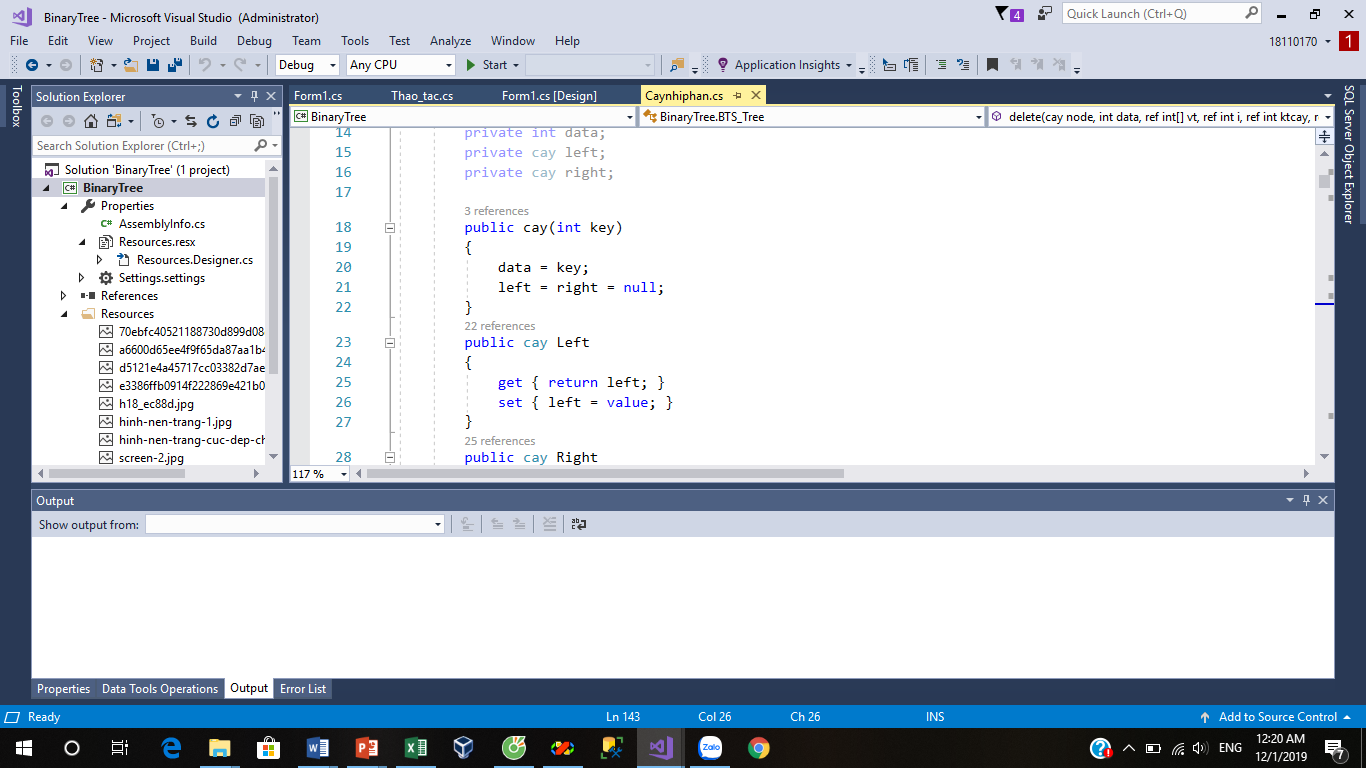 BinaryTree - Microsoft Visual Studio (Administrator)
4
Quick Launch (Ctrl+Q)
File Edit View Project Build Debug Team Tools Test Analyze Window Help
18110170
1
Debug Any CPU Start Application Insights
Toolbox
Solution Explorer
Search Solution Explorer (Ctrl+;)
Solution 'BinaryTree' (1 project)
C# BinaryTree
Properties
C# AssemblyInfo.cs
Resources.resx
Resources.Designer.cs
Settings.settings
References
Resources
70ebfc40521188730d899d08
a6600d65ee4f9f65da87aa1b4
d5121e4a45717cc03382d7ae
e3386ffb0914f222869e421b0
h18_ec88d.jpg
hinh-nen-trang-1.jpg
hinh-nen-trang-cuc-dep-ch
screen-2.jpg
Form1.cs Thao_tac.cs Form1.cs [Design] Caynhiphan.cs
C# BinaryTree BinaryTree.BTS_Tree delete(cay node, int data, ref int[] vt, ref int i, ref int ktcay, r
14 private int data;
15 private cay left;
16 private cay right;
17
3 references
18 public cay(int key)
19 {
20 data = key;
21 left = right = null;
22 }
22 references
23 public cay Left
24 {
25 get { return left; }
26 set { left = value; }
27 }
25 references
28 public cay Right
117 %
SQL Server Object Explorer
Output
Show output from:
Properties Data Tools Operations Output Error List
Ready Ln 143 Col 26 Ch 26 INS Add to Source Control
Zalo
ENG
12:20 AM
12/1/2019
7